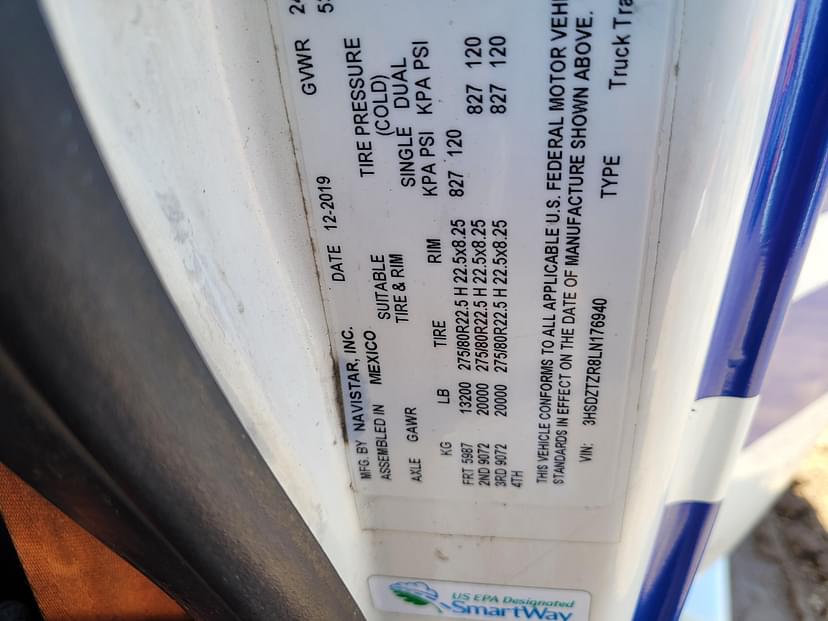 MFG. BY NAVISTAR, INC. DATE 12-2019 GVWR 24
ASSEMBLED IN MEXICO
SUITABLE TIRE PRESSURE
AXLE GAWR TIRE & RIM (COLD)
SINGLE DUAL
KG LB TIRE RIM KPA PSI KPA PSI
FRT 5987 13200 275/80R22.5 H 22.5x8.25 827 120
2ND 9072 20000 275/80R22.5 H 22.5x8.25 827 120
3RD 9072 20000 275/80R22.5 H 22.5x8.25 827 120
4TH
THIS VEHICLE CONFORMS TO ALL APPLICABLE U.S. FEDERAL MOTOR VEHI
STANDARDS IN EFFECT ON THE DATE OF MANUFACTURE SHOWN ABOVE.
VIN: 3HSDZTZR8LN176940 TYPE Truck Tra
US EPA Designated
SmartWay